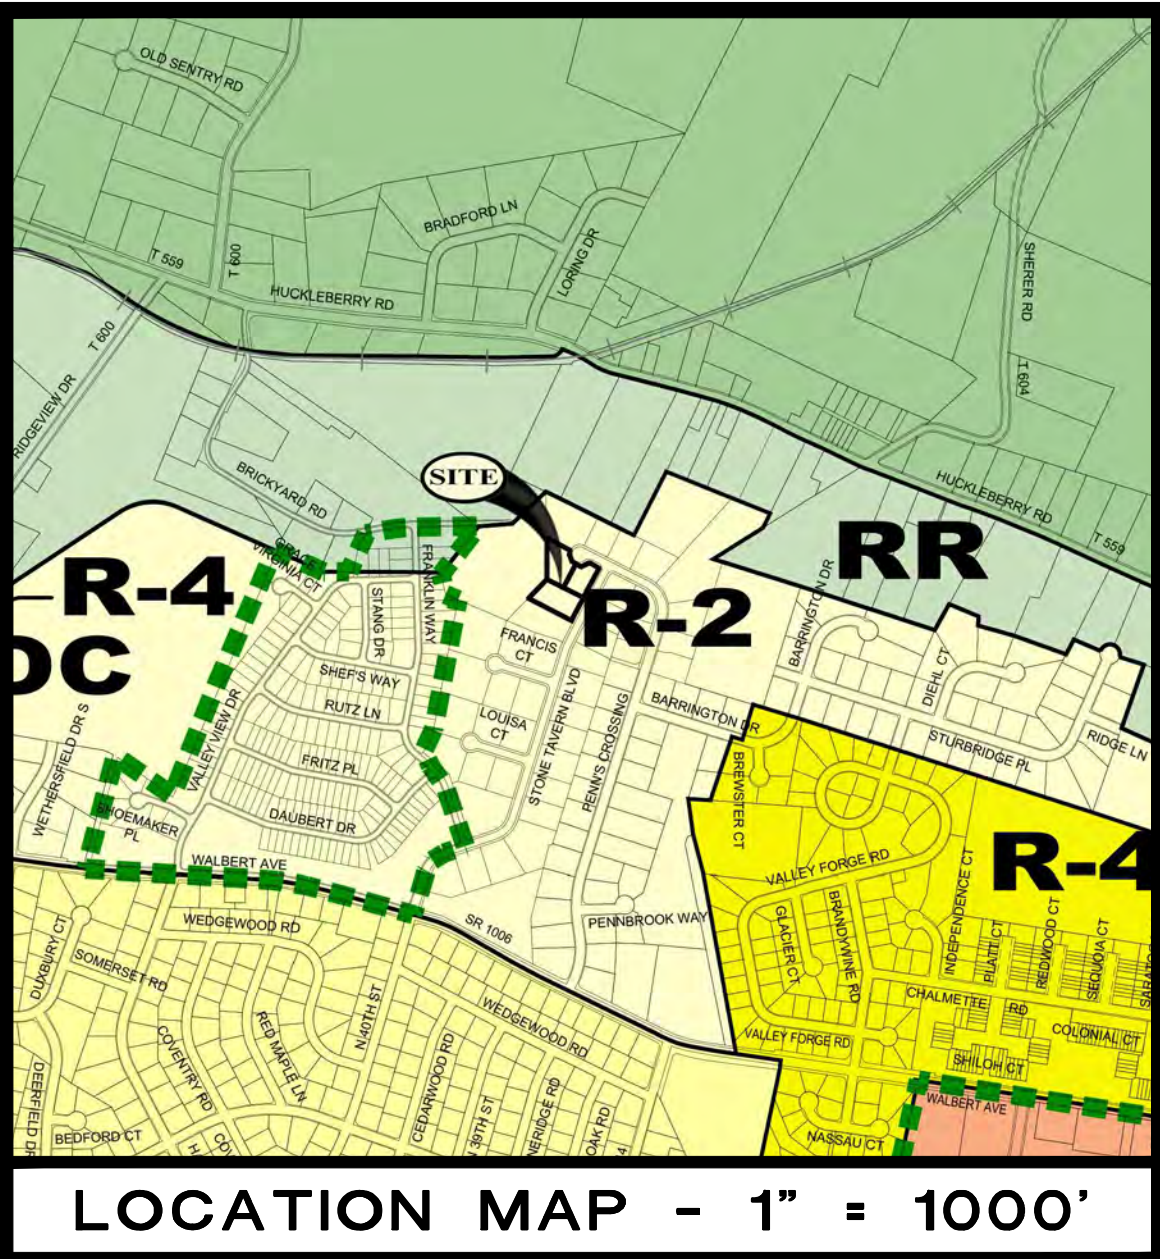 OLD SENTRY RD
BRADFORD LN
LORING DR
T 559
T 600
HUCKLEBERRY RD
SHERER RD
T 600
T 604
RIDGEVIEW DR
BRICKYARD RD
SITE
HUCKLEBERRY RD
T 559
RR
GRACE
VIRGINIA CT
FRANKLIN WAY
R-4
STANG DR
R-2
BARRINGTON DR
FRANCIS
CT
DC
SHEF'S WAY
DIEHL CT
RUTZ LN
VALLEY VIEW DR
LOUISA
CT
STONE TAVERN BLVD
PENN'S CROSSING
BARRINGTON DR
WETHERSFIELD DR S
STURBRIDGE PL
RIDGE LN
FRITZ PL
BREWSTER CT
SHOEMAKER
PL
DAUBERT DR
R-4
WALBERT AVE
VALLEY FORGE RD
INDEPENDENCE CT
WEDGEWOOD RD
SR 1006
PENNBROOK WAY
GLACIER CT
BRANDYWINE RD
PLATT CT
REDWOOD CT
SEQUOIA CT
SARATO
DUXBURY CT
SOMERSET RD
N 40TH ST
WEDGEWOOD RD
CHALMETTE RD
COVENTRY RD
RED MAPLE LN
CEDARWOOD RD
VALLEY FORGE RD
COLONIAL CT
SHILOH CT
DEERFIELD DR
N 39TH ST
NERIDGE RD
OAK RD
WALBERT AVE
BEDFORD CT
H
COV
4
NASSAU CT
LOCATION MAP - 1" = 1000'